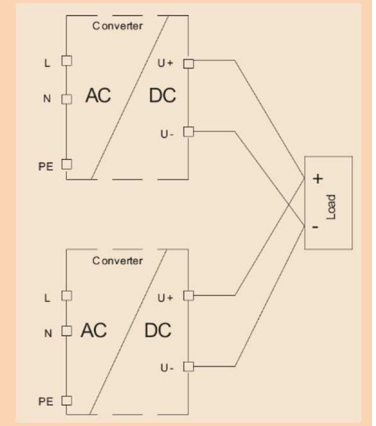 Converter
L
U+
N
AC DC
U-
PE
+
Load
-
Converter
L
U+
N
AC DC
U-
PE